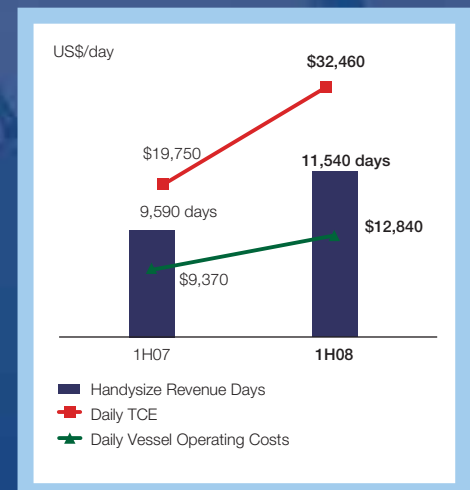 US$/day
$32,460
$19,750
11,540 days
9,590 days
$12,840
$9,370
1H07
1H08
Handysize Revenue Days
Daily TCE
Daily Vessel Operating Costs